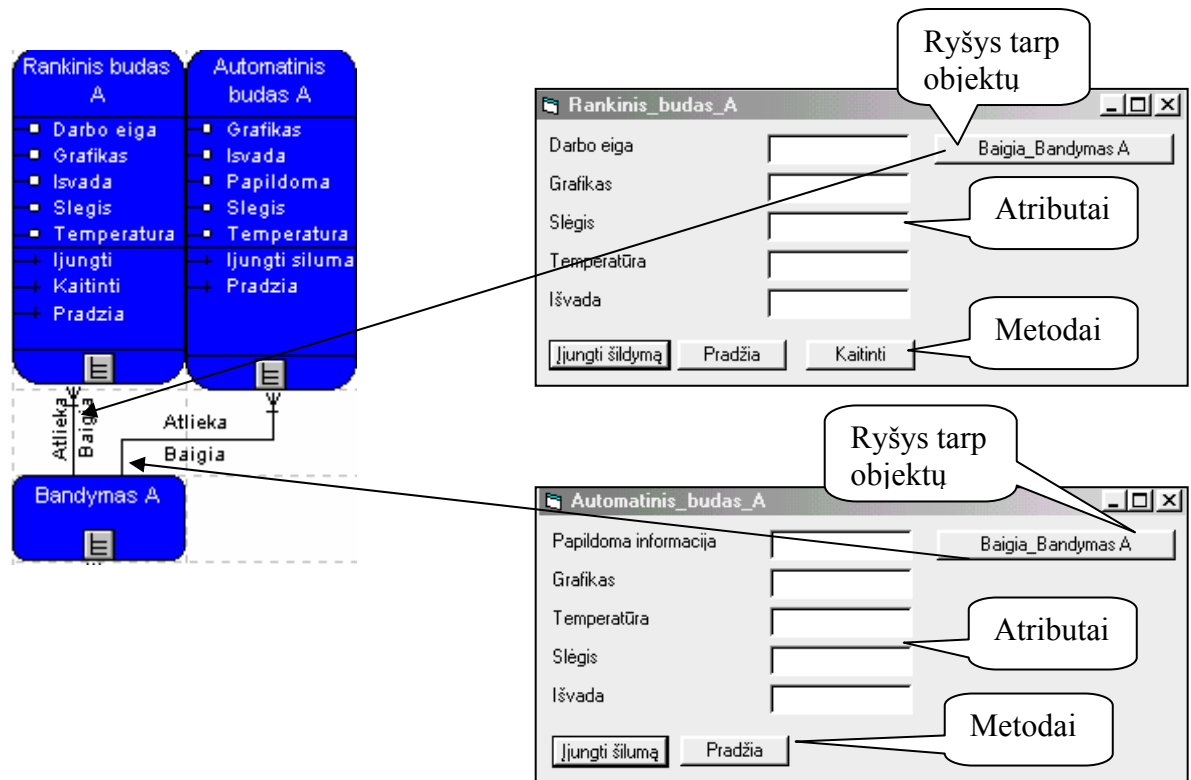 Rankinis budas
A
Darbo eiga
Grafikas
Isvada
Slegis
Temperatura
Ijungti
Kaitinti
Pradzia
Automatinis
budas A
Grafikas
Isvada
Papildoma
Slegis
Temperatura
Ijungti siluma
Pradzia
Atlieka
Baigia
Atlieka
Baigia
Bandymas A
Ryšys tarp
objektų
Rankinis_budas_A
Darbo eiga
Baigia_Bandymas A
Grafikas
Slėgis
Temperatūra
Išvada
Atributai
Metodai
Įjungti šildymą
Pradžia
Kaitinti
Ryšys tarp
objektų
Automatinis_budas_A
Papildoma informacija
Baigia_Bandymas A
Grafikas
Temperatūra
Slėgis
Išvada
Atributai
Metodai
Įjungti šilumą
Pradžia